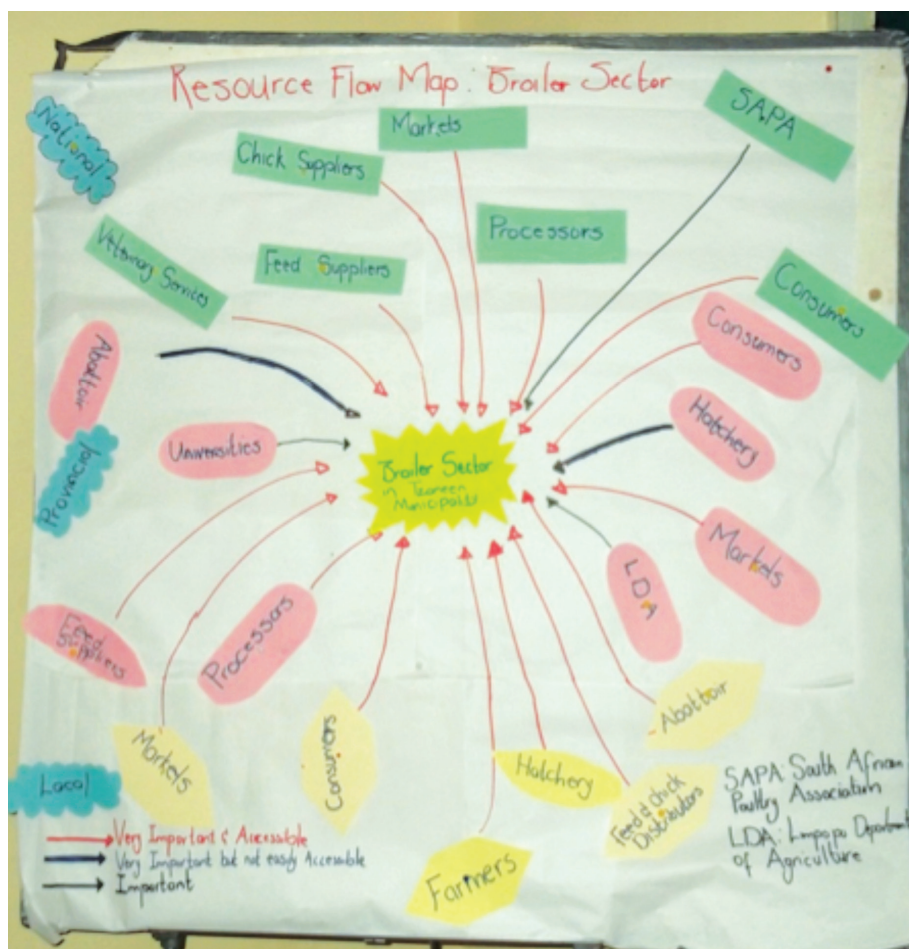 Resource Flow Map: Broiler Sector
National
Markets
SAPA
Chick Suppliers
Processors
Veterinary Services
Feed Suppliers
Consumers
Consumers
Abattoir
Universities
Hatchery
Broiler Sector
in Tzaneen
Municipality
Provincial
Markets
LDA
Feed
Suppliers
Processors
Abattoir
Markets
Consumers
Hatchery
Feed & Chick
Distributors
Farmers
Local
SAPA: South African
Poultry Association
LDA: Limpopo Department
of Agriculture
Very Important & Accessible
Very Important but not easily Accessible
Important